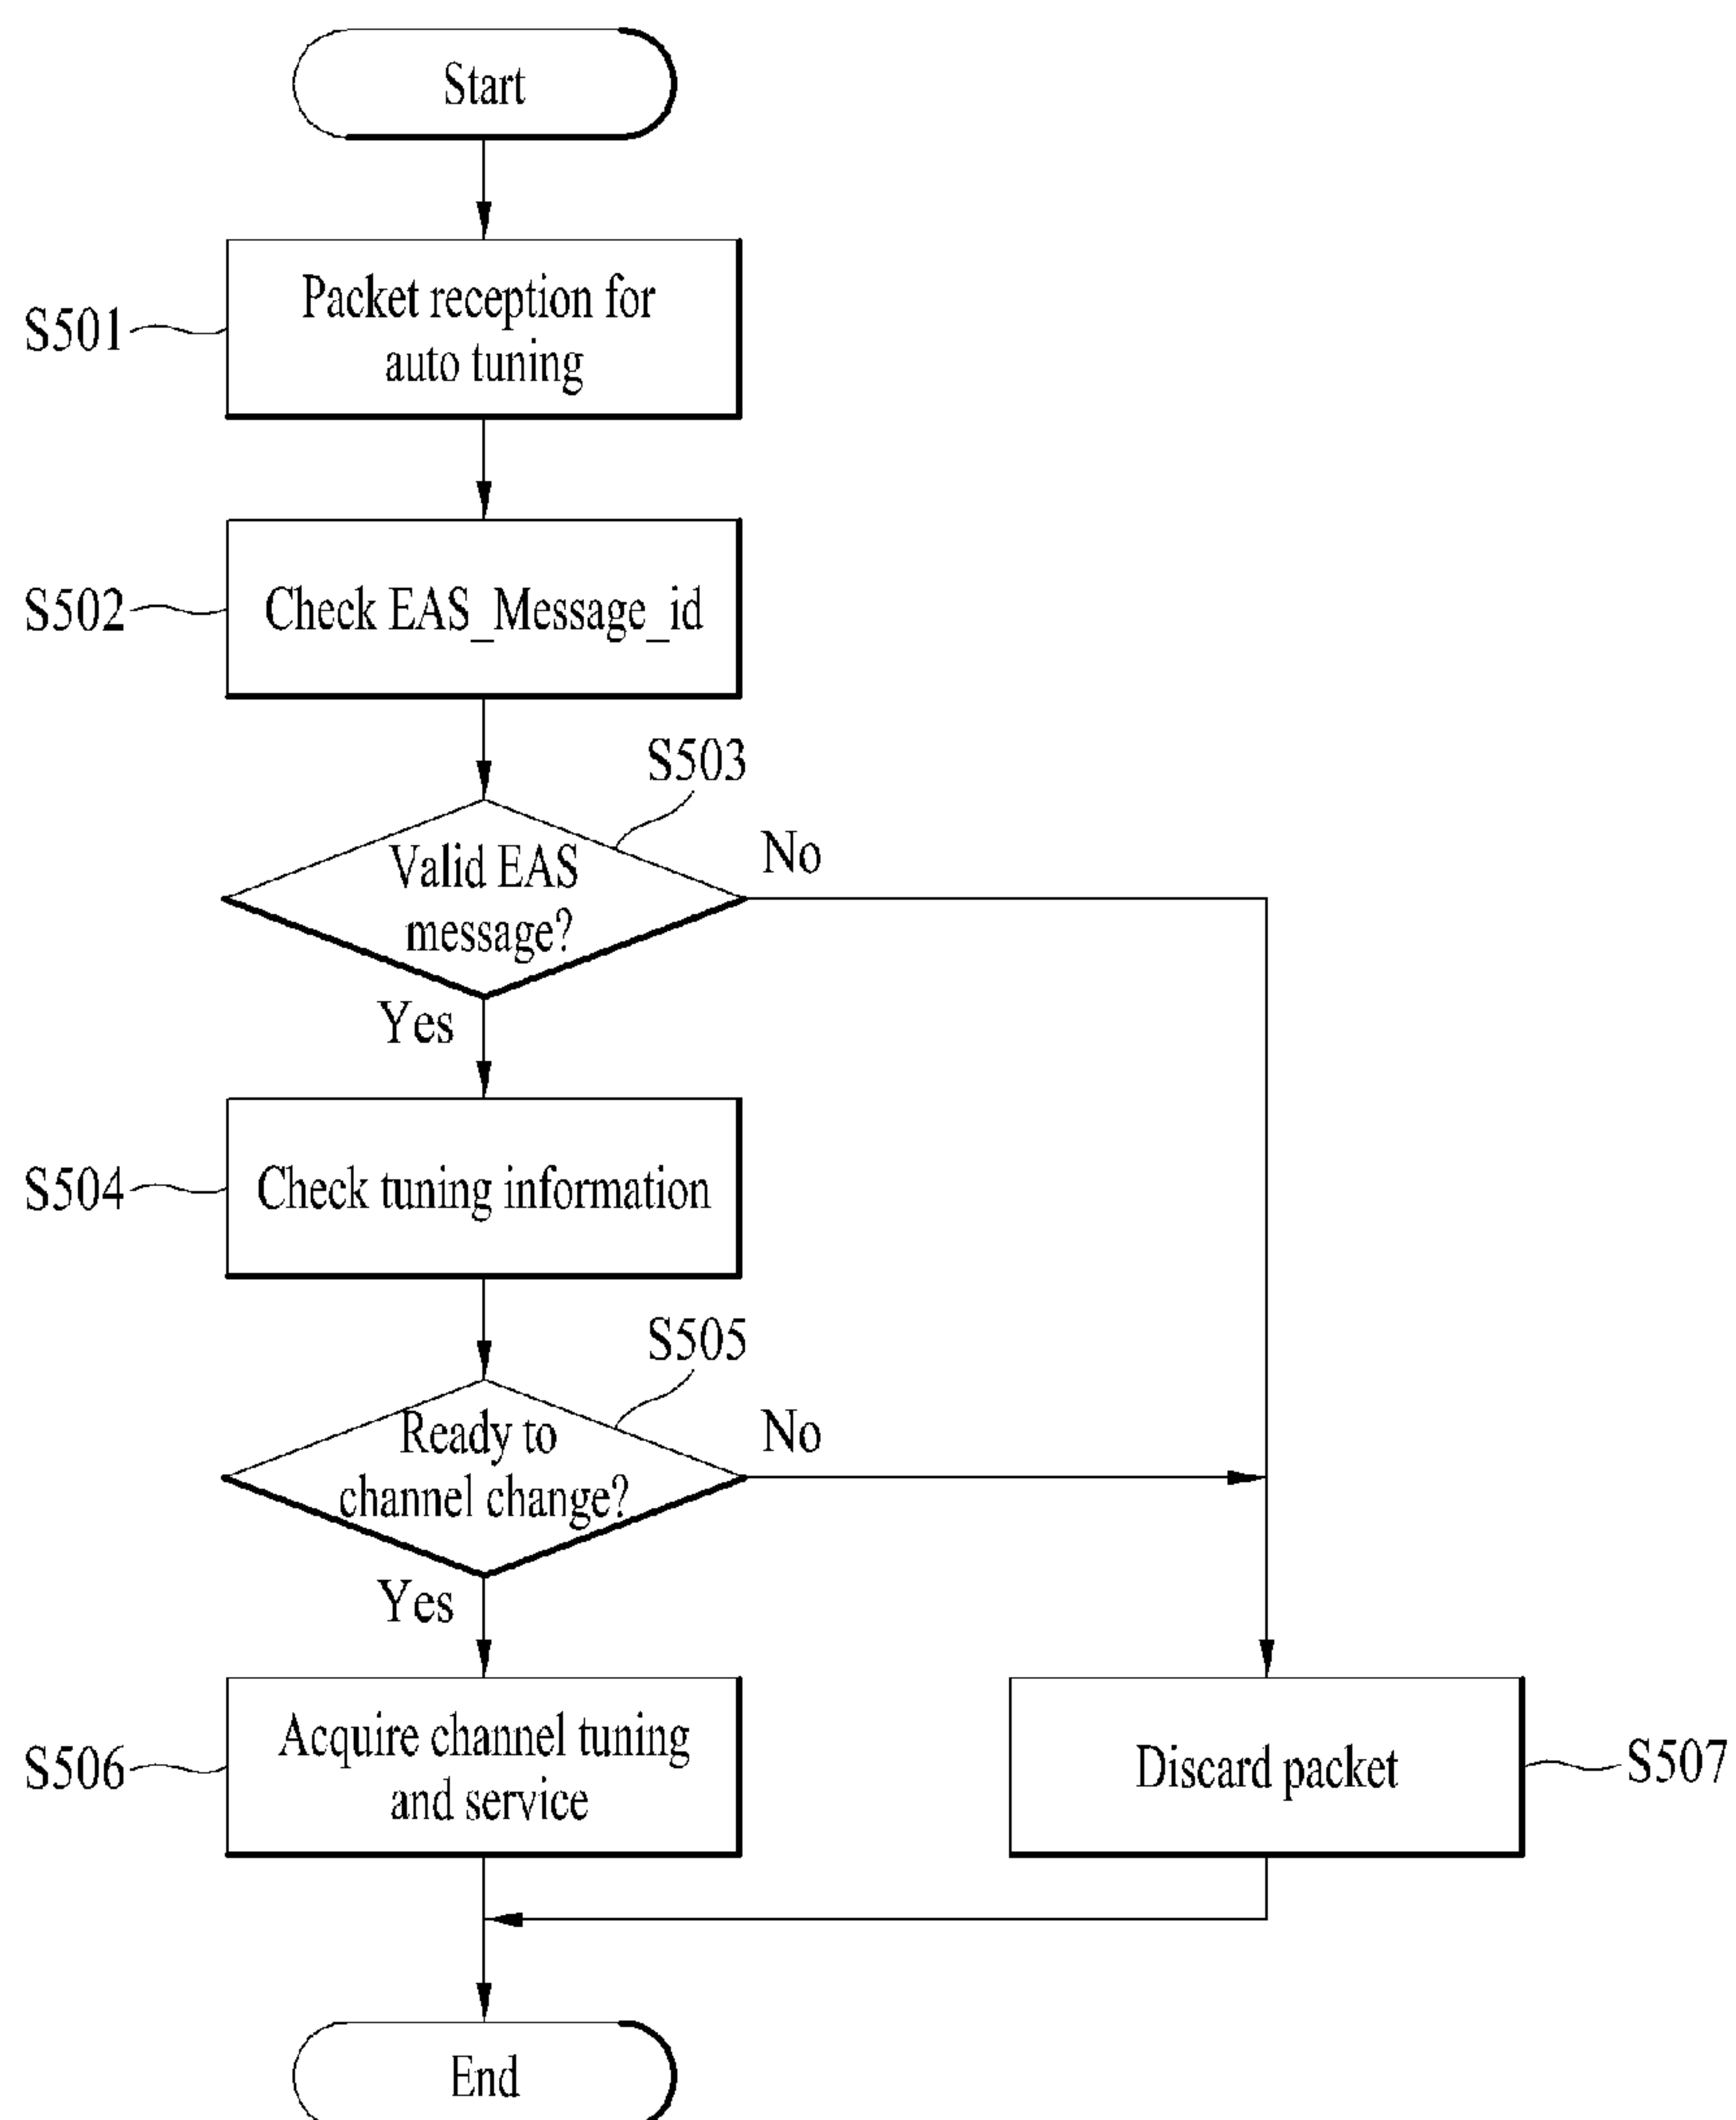 Start
Packet reception for
auto tuning
S501
Check EAS_Message_id
S502
S503
Valid EAS
message?
No
Yes
Check tuning information
S504
S505
Ready to
channel change?
No
Yes
Acquire channel tuning
and service
S506
Discard packet
S507
End